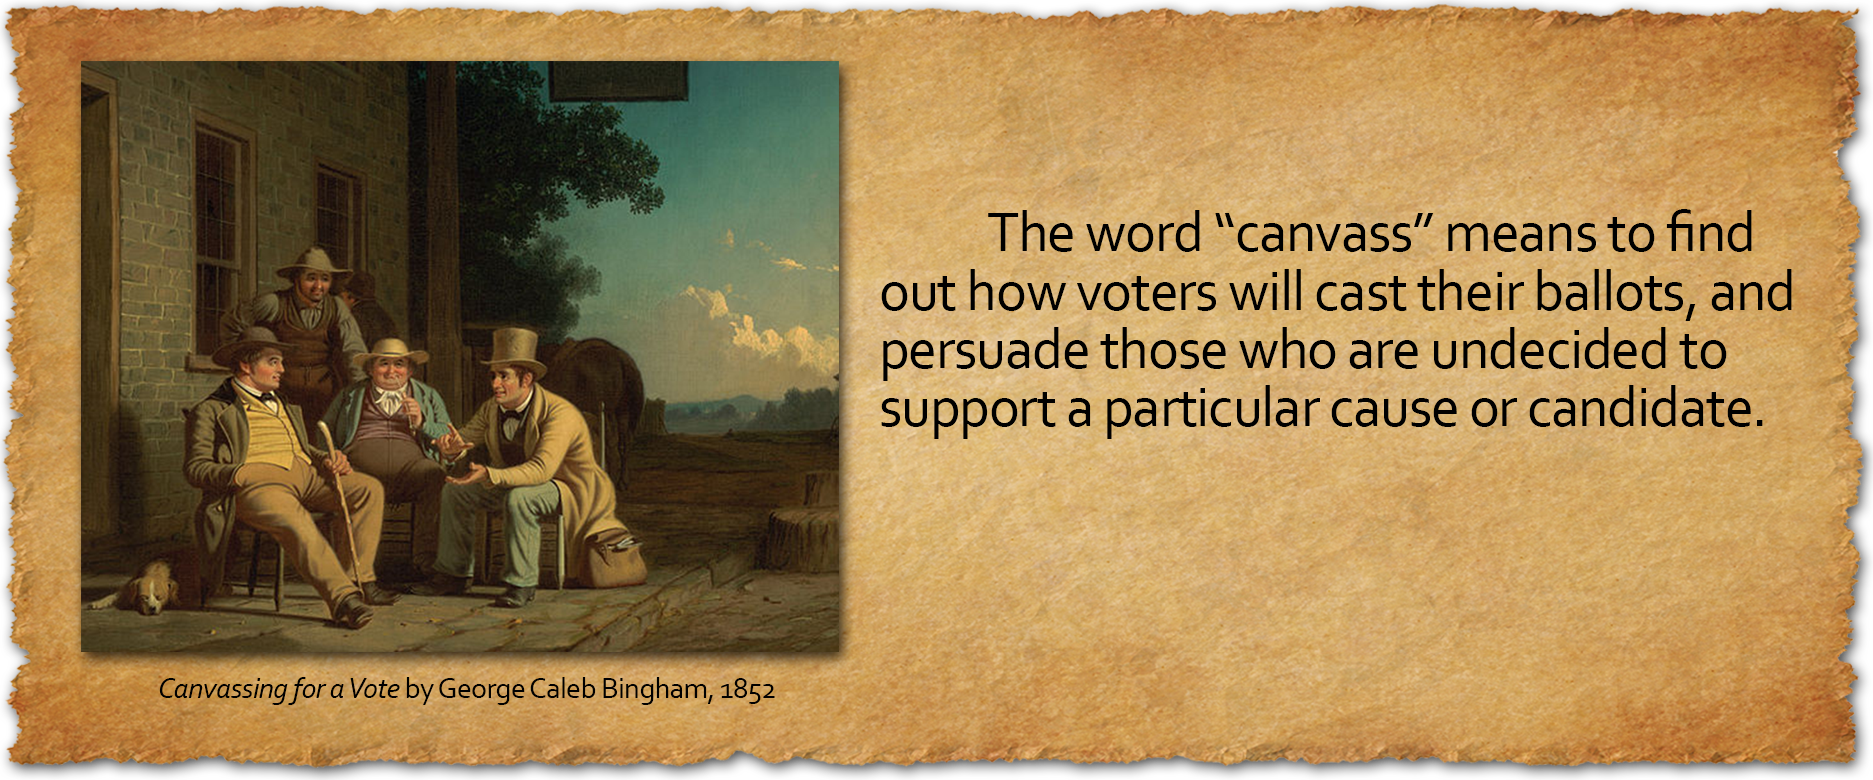 The word “canvass” means to find
out how voters will cast their ballots, and
persuade those who are undecided to
support a particular cause or candidate.
Canvassing for a Vote by George Caleb Bingham, 1852